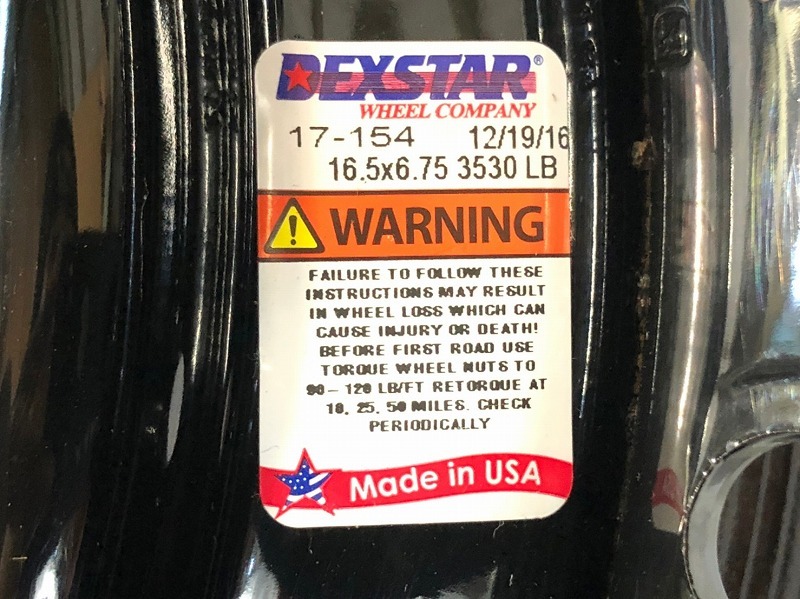 DEXSTAR®
WHEEL COMPANY
17-154 12/19/16
16.5x6.75 3530 LB
WARNING
FAILURE TO FOLLOW THESE
INSTRUCTIONS MAY RESULT
IN WHEEL LOSS WHICH CAN
CAUSE INJURY OR DEATH!
BEFORE FIRST ROAD USE
TORQUE WHEEL NUTS TO
90-120 LB/FT RETORQUE AT
10, 25, 50 MILES. CHECK
PERIODICALLY
Made in USA